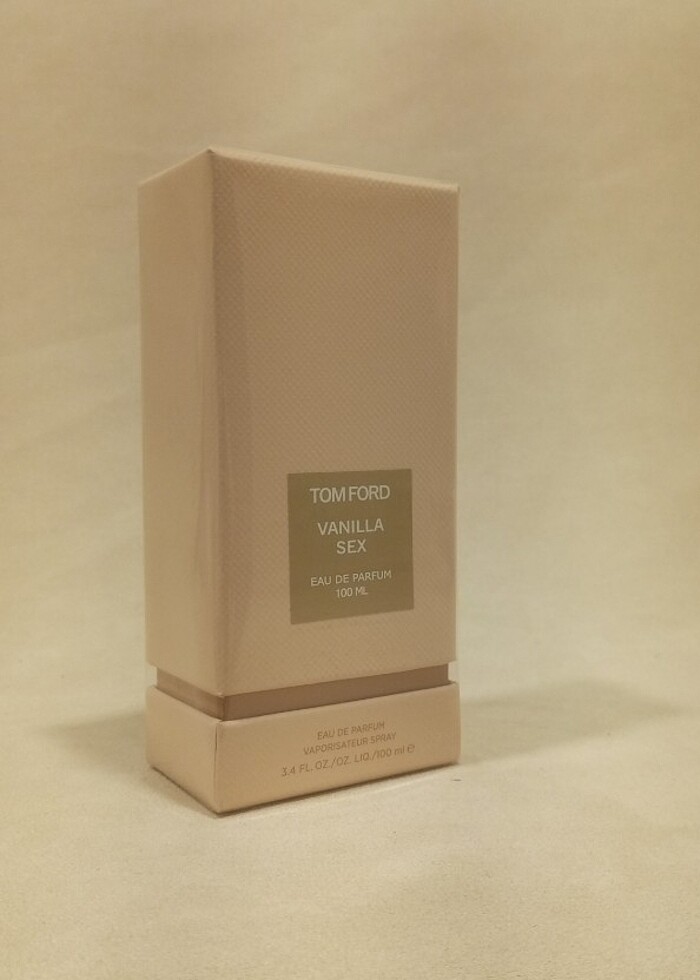 TOM FORD
VANILLA
SEX
EAU DE PARFUM
100 ML
EAU DE PARFUM
VAPORISATEUR SPRAY
3.4 FL. OZ./OZ. LIQ./100 ml ℮